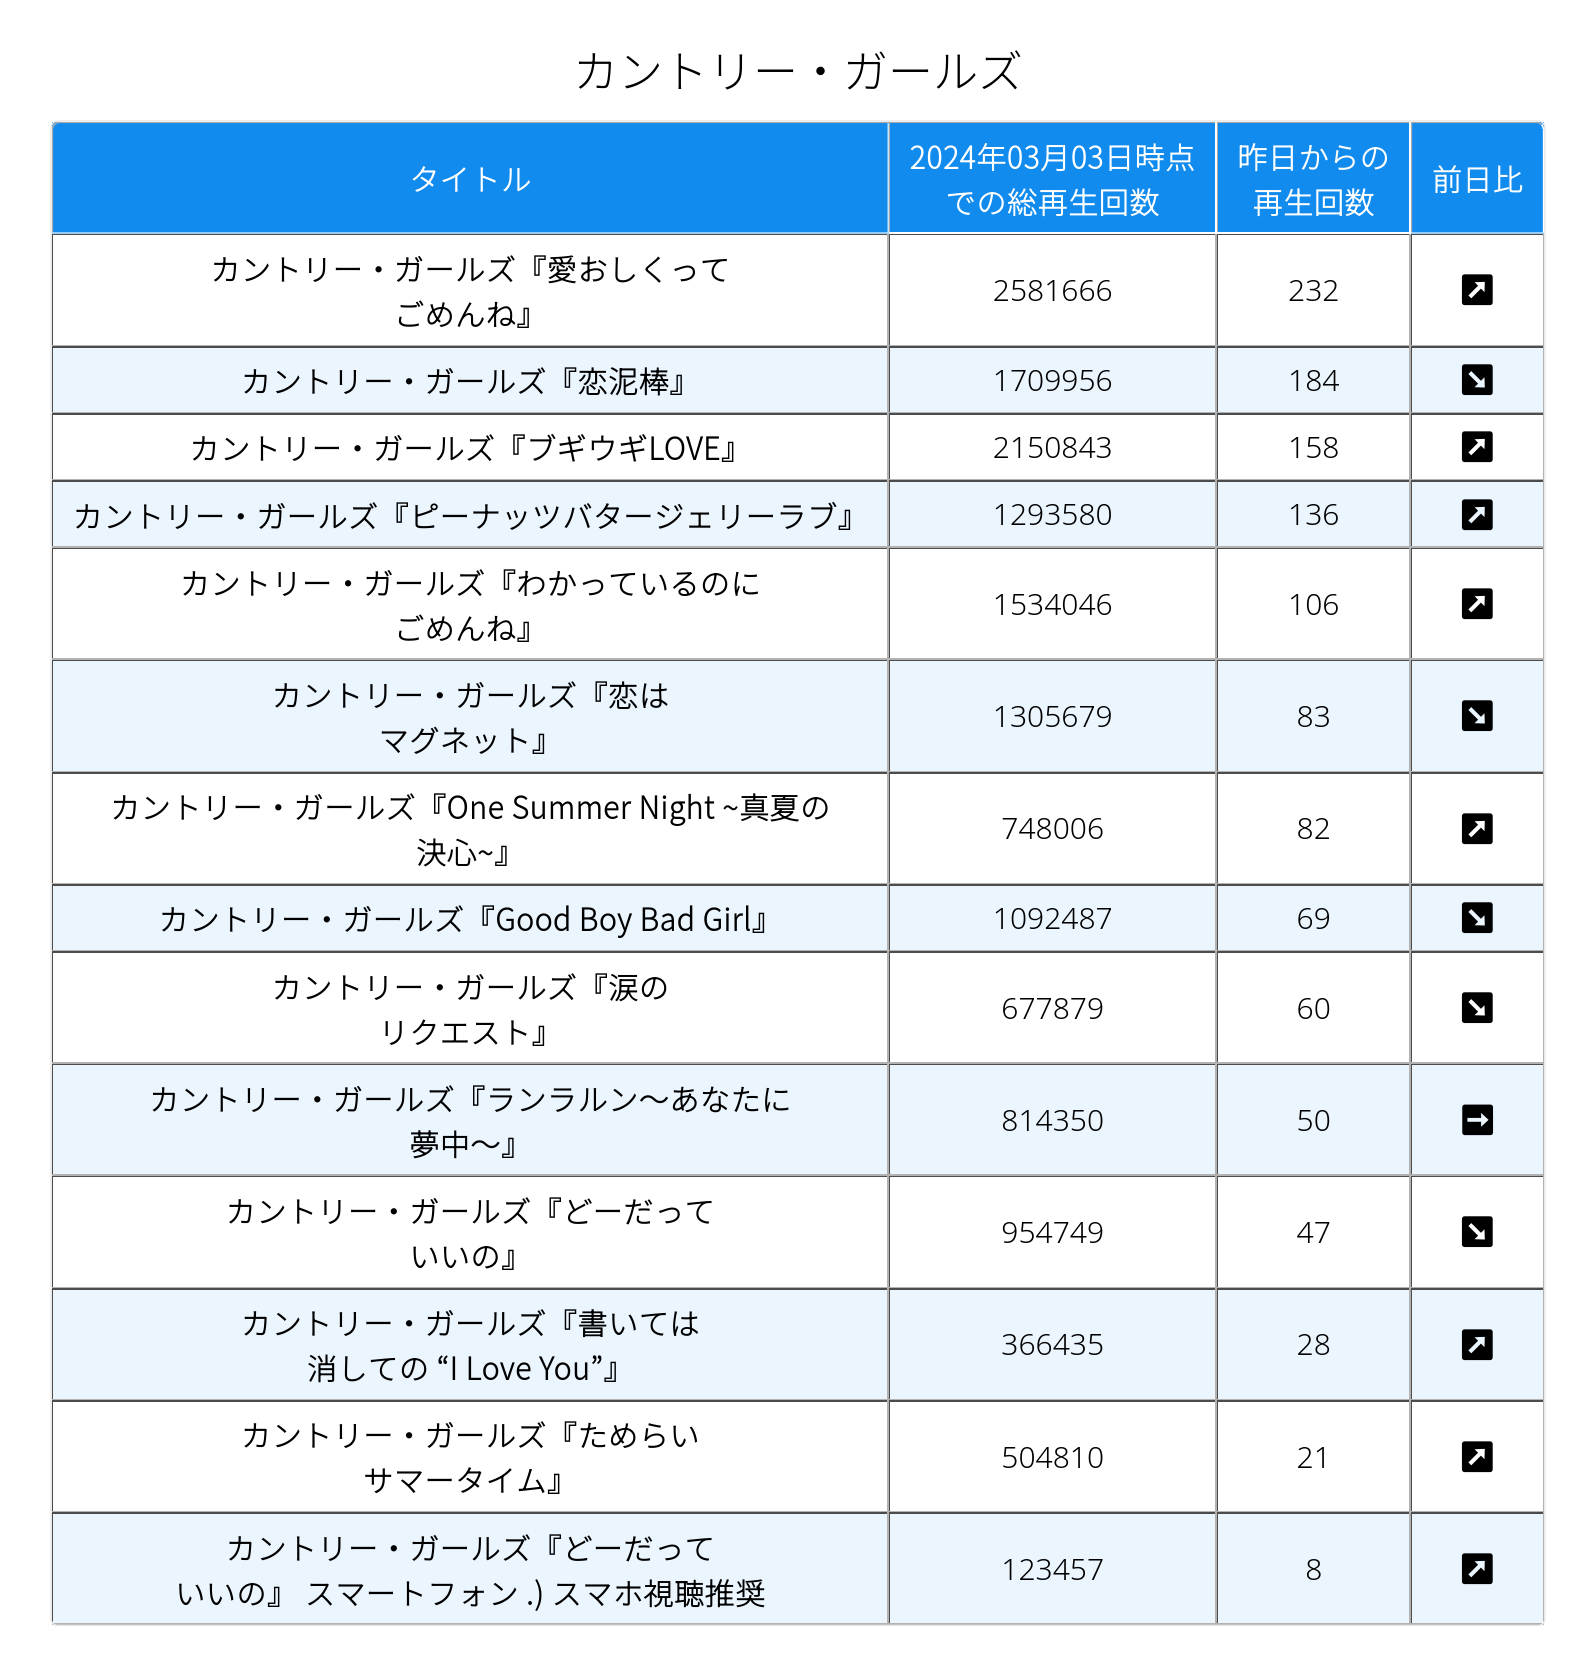 カントリー・ガールズ
タイトル
2024年03月03日時点
での総再生回数
昨日からの
再生回数
前日比
カントリー・ガールズ『愛おしくって
ごめんね』
2581666
232
カントリー・ガールズ『恋泥棒』
1709956
184
カントリー・ガールズ『ブギウギLOVE』
2150843
158
カントリー・ガールズ『ピーナッツバタージェリーラブ』
1293580
136
カントリー・ガールズ『わかっているのに
ごめんね』
1534046
106
カントリー・ガールズ『恋は
マグネット』
1305679
83
カントリー・ガールズ『One Summer Night ~真夏の
決心~』
748006
82
カントリー・ガールズ『Good Boy Bad Girl』
1092487
69
カントリー・ガールズ『涙の
リクエスト』
677879
60
カントリー・ガールズ『ランラルン〜あなたに
夢中〜』
814350
50
カントリー・ガールズ『どーだって
いいの』
954749
47
カントリー・ガールズ『書いては
消しての “I Love You”』
366435
28
カントリー・ガールズ『ためらい
サマータイム』
504810
21
カントリー・ガールズ『どーだって
いいの』 スマートフォン .) スマホ視聴推奨
123457
8